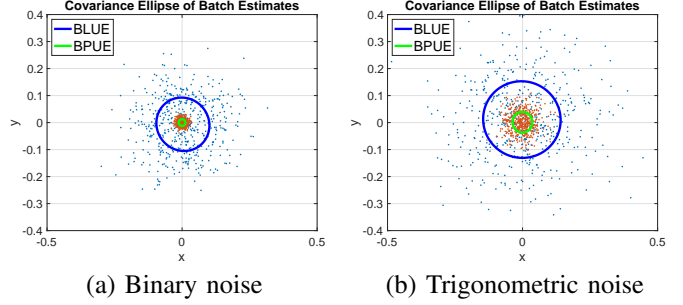 Covariance Ellipse of Batch Estimates
BLUE
BPUE
0.4
0.3
0.2
0.1
0
-0.1
-0.2
-0.3
-0.4
y
-0.5 0 0.5
x
(a) Binary noise
Covariance Ellipse of Batch Estimates
BLUE
BPUE
0.4
0.3
0.2
0.1
0
-0.1
-0.2
-0.3
-0.4
y
-0.5 0 0.5
x
(b) Trigonometric noise